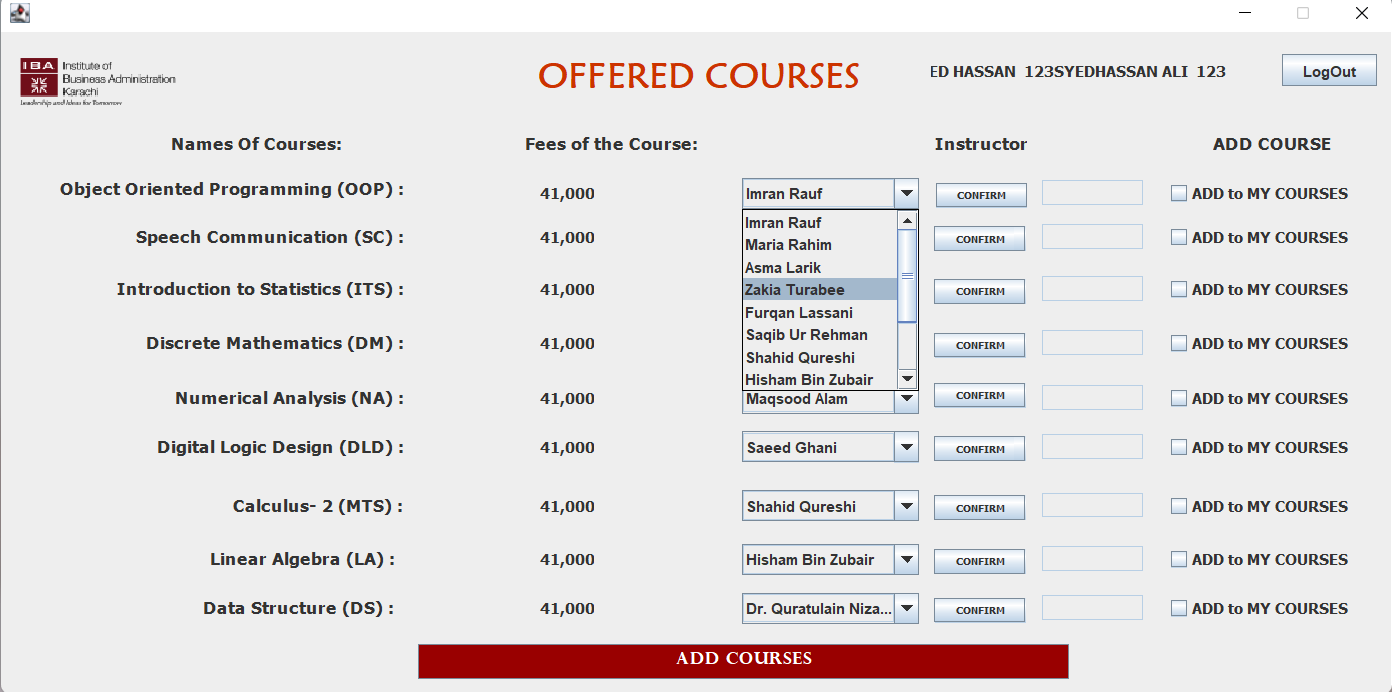 IBA Institute of
Business Administration
Karachi
Leadership and Ideas for Tomorrow
OFFERED COURSES
ED HASSAN 123SYEDHASSAN ALI 123
LogOut
Names Of Courses: Fees of the Course: Instructor ADD COURSE
Object Oriented Programming (OOP) : 41,000 Imran Rauf CONFIRM ADD to MY COURSES
Imran Rauf
Speech Communication (SC) : 41,000 Maria Rahim CONFIRM ADD to MY COURSES
Asma Larik
Introduction to Statistics (ITS) : 41,000 Zakia Turabee CONFIRM ADD to MY COURSES
Furqan Lassani
Saqib Ur Rehman
Discrete Mathematics (DM) : 41,000 CONFIRM ADD to MY COURSES
Shahid Qureshi
Hisham Bin Zubair
Numerical Analysis (NA) : 41,000 Maqsood Alam CONFIRM ADD to MY COURSES
Digital Logic Design (DLD) : 41,000 Saeed Ghani CONFIRM ADD to MY COURSES
Calculus- 2 (MTS) : 41,000 Shahid Qureshi CONFIRM ADD to MY COURSES
Linear Algebra (LA) : 41,000 Hisham Bin Zubair CONFIRM ADD to MY COURSES
Data Structure (DS) : 41,000 Dr. Quratulain Niza... CONFIRM ADD to MY COURSES
ADD COURSES